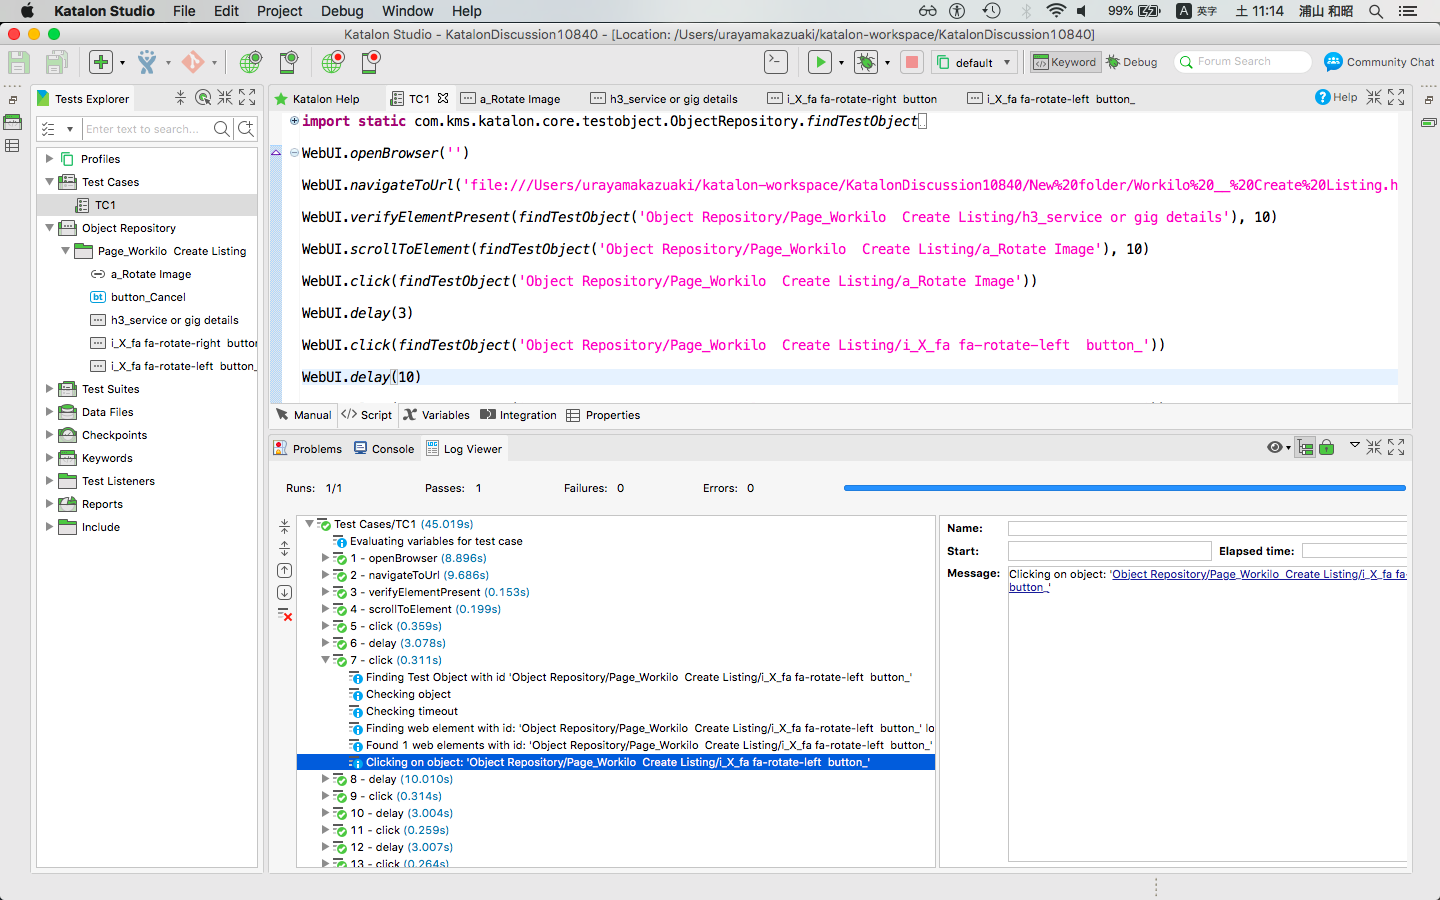 Katalon Studio File Edit Project Debug Window Help 99% A 英字 土 11:14 浦山 和昭
Katalon Studio - KatalonDiscussion10840 - [Location: /Users/urayamakazuaki/katalon-workspace/KatalonDiscussion10840]
default Keyword Debug Forum Search Community Chat
Tests Explorer
Enter text to search...
Profiles
Test Cases
TC1
Object Repository
Page_Workilo  Create Listing
a_Rotate Image
bt button_Cancel
h3_service or gig details
i_X_fa fa-rotate-right  button
i_X_fa fa-rotate-left  button_
Test Suites
Data Files
Checkpoints
Keywords
Test Listeners
Reports
Include
Katalon Help TC1 a_Rotate Image h3_service or gig details i_X_fa fa-rotate-right  button i_X_fa fa-rotate-left  button_ Help
import static com.kms.katalon.core.testobject.ObjectRepository.findTestObject
WebUI.openBrowser('')
WebUI.navigateToUrl('file:///Users/urayamakazuaki/katalon-workspace/KatalonDiscussion10840/New%20folder/Workilo%20__%20Create%20Listing.h
WebUI.verifyElementPresent(findTestObject('Object Repository/Page_Workilo  Create Listing/h3_service or gig details'), 10)
WebUI.scrollToElement(findTestObject('Object Repository/Page_Workilo  Create Listing/a_Rotate Image'), 10)
WebUI.click(findTestObject('Object Repository/Page_Workilo  Create Listing/a_Rotate Image'))
WebUI.delay(3)
WebUI.click(findTestObject('Object Repository/Page_Workilo  Create Listing/i_X_fa fa-rotate-left  button_'))
WebUI.delay(10)
Manual </> Script Variables Integration Properties
Problems Console Log Viewer
Runs: 1/1 Passes: 1 Failures: 0 Errors: 0
Test Cases/TC1 (45.019s)
Evaluating variables for test case
1 - openBrowser (8.896s)
2 - navigateToUrl (9.686s)
3 - verifyElementPresent (0.153s)
4 - scrollToElement (0.199s)
5 - click (0.359s)
6 - delay (3.078s)
7 - click (0.311s)
Finding Test Object with id 'Object Repository/Page_Workilo  Create Listing/i_X_fa fa-rotate-left  button_'
Checking object
Checking timeout
Finding web element with id: 'Object Repository/Page_Workilo  Create Listing/i_X_fa fa-rotate-left  button_' lo
Found 1 web elements with id: 'Object Repository/Page_Workilo  Create Listing/i_X_fa fa-rotate-left  button_'
Clicking on object: 'Object Repository/Page_Workilo  Create Listing/i_X_fa fa-rotate-left  button_'
8 - delay (10.010s)
9 - click (0.314s)
10 - delay (3.004s)
11 - click (0.259s)
12 - delay (3.007s)
13 - click (0.264s)
Name:
Start: Elapsed time:
Message: Clicking on object: 'Object Repository/Page_Workilo  Create Listing/i_X_fa fa-
button_'